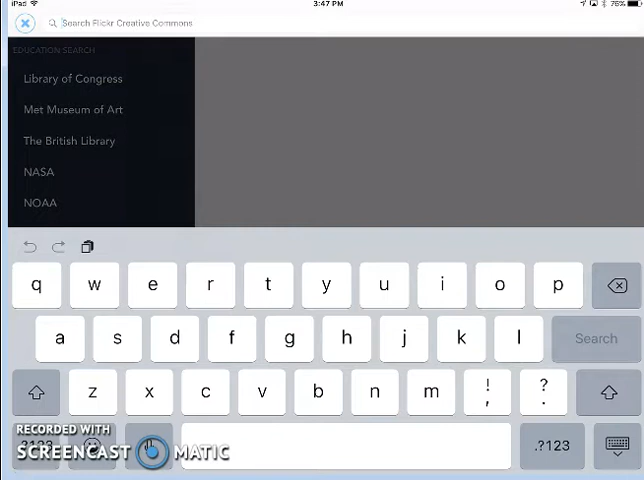 iPad 3:47 PM 76%
Search Flickr Creative Commons
EDUCATION SEARCH
Library of Congress
Met Museum of Art
The British Library
NASA
NOAA
q w e r t y u i o p
a s d f g h j k l Search
z x c v b n m ! , ? .
RECORDED WITH
SCREENCAST MATIC
.?123 .?123